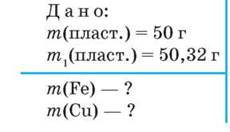 Дано:
m(пласт.) = 50 г
m₁(пласт.) = 50,32 г
m(Fe) — ?
m(Cu) — ?